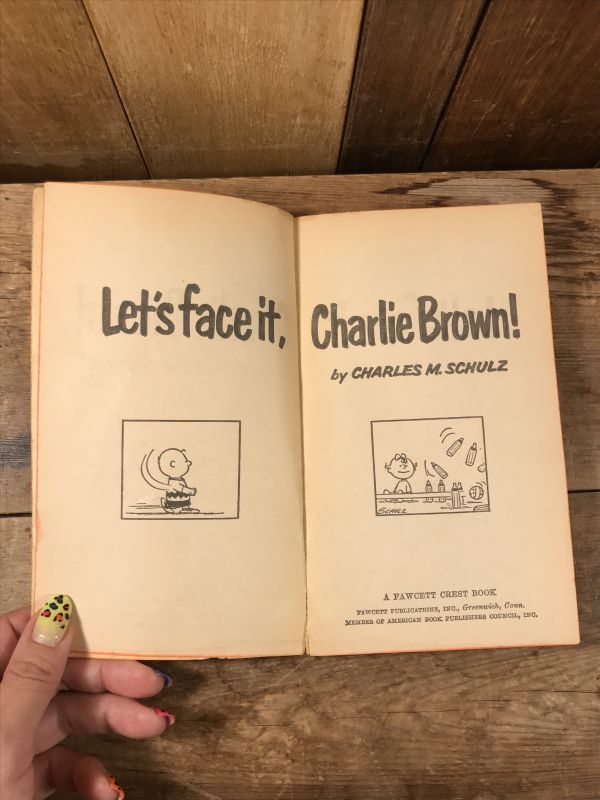 Let's face it, Charlie Brown!
by CHARLES M. SCHULZ
SCHULZ
A FAWCETT CREST BOOK
FAWCETT PUBLICATIONS, INC., Greenwich, Conn.
MEMBER OF AMERICAN BOOK PUBLISHERS COUNCIL, INC.